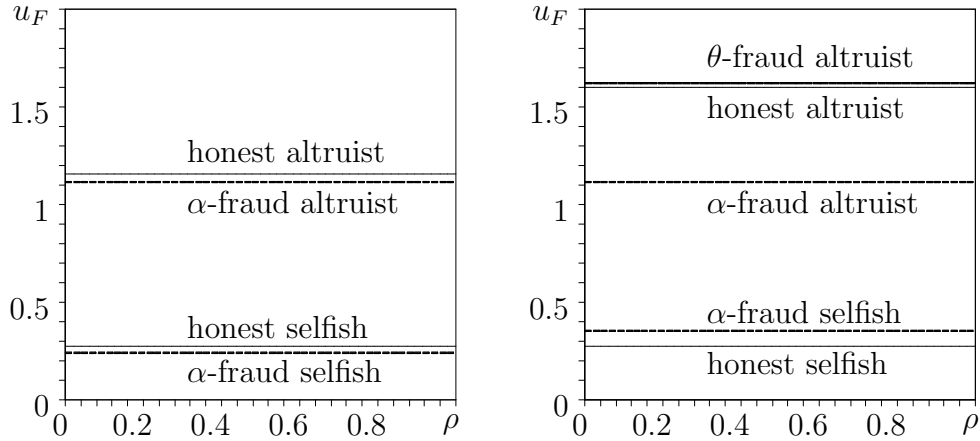 u_F
1.5
1
0.5
0
honest altruist
α-fraud altruist
honest selfish
α-fraud selfish
0 0.2 0.4 0.6 0.8 ρ
u_F
1.5
1
0.5
0
θ-fraud altruist
honest altruist
α-fraud altruist
α-fraud selfish
honest selfish
0 0.2 0.4 0.6 0.8 ρ